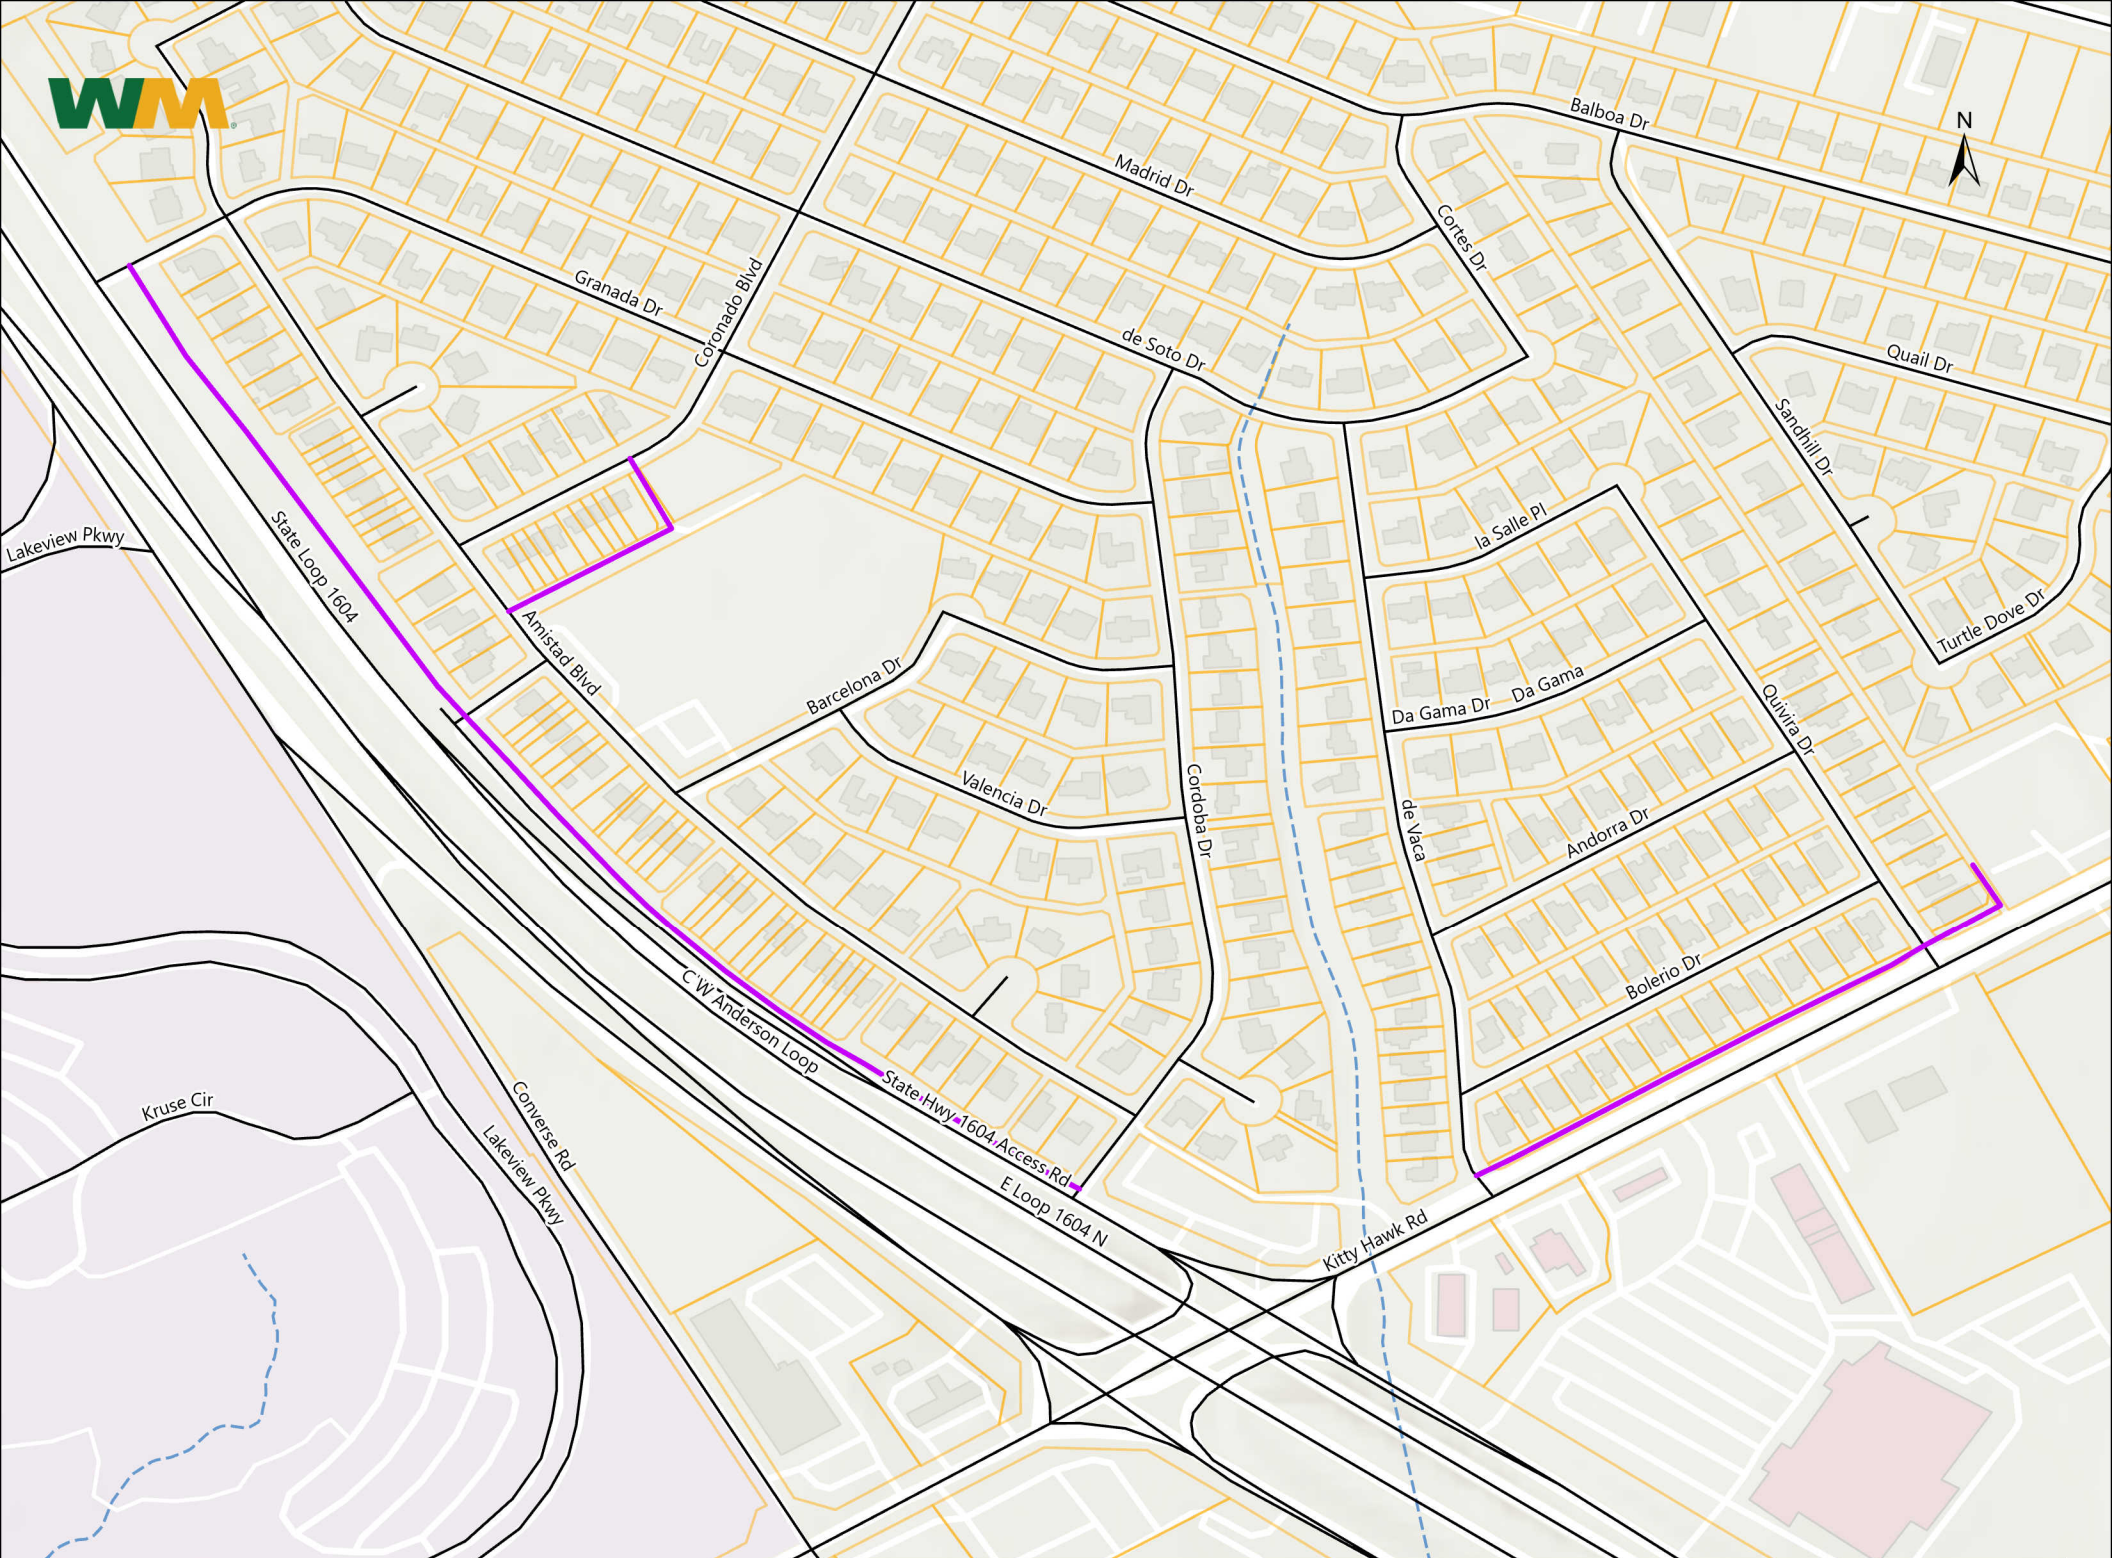 WM
Balboa Dr
N
Madrid Dr
Cortes Dr
Granada Dr
Coronado Blvd
de Soto Dr
Quail Dr
Sandhill Dr
la Salle Pl
State Loop 1604
Lakeview Pkwy
Amistad Blvd
Turtle Dove Dr
Barcelona Dr
Da Gama Dr
Da Gama
Quivira Dr
Valencia Dr
Cordoba Dr
de Vaca
Andorra Dr
Bolerio Dr
C W Anderson Loop
State Hwy 1604 Access Rd
Kruse Cir
Converse Rd
Lakeview Pkwy
E Loop 1604 N
Kitty Hawk Rd